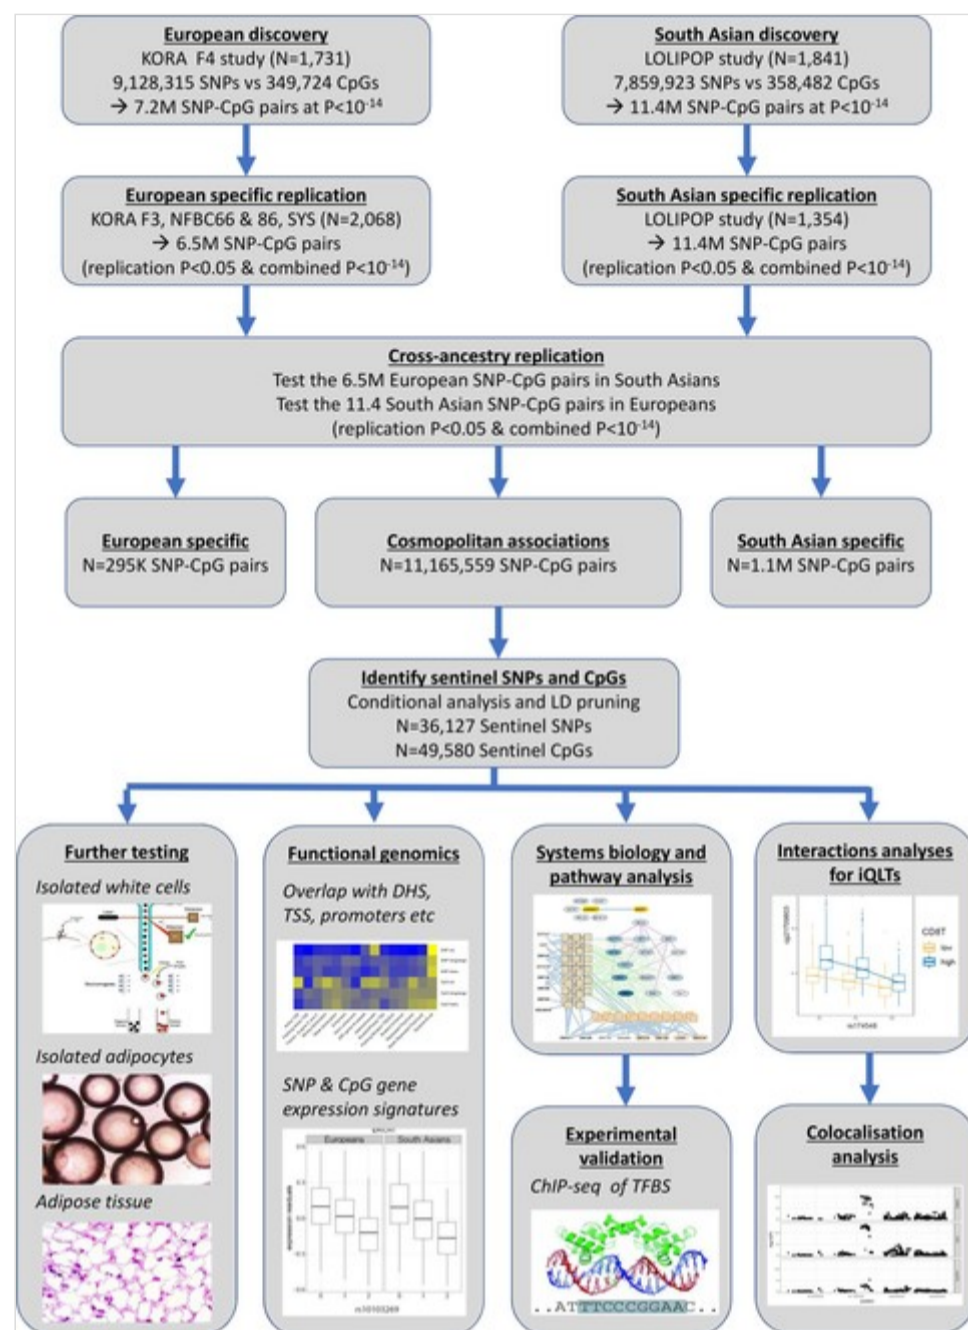 European discovery
KORA F4 study (N=1,731)
9,128,315 SNPs vs 349,724 CpGs
→ 7.2M SNP-CpG pairs at P<10⁻¹⁴
South Asian discovery
LOLIPOP study (N=1,841)
7,859,923 SNPs vs 358,482 CpGs
→ 11.4M SNP-CpG pairs at P<10⁻¹⁴
European specific replication
KORA F3, NFBC66 & 86, SYS (N=2,068)
→ 6.5M SNP-CpG pairs
(replication P<0.05 & combined P<10⁻¹⁴)
South Asian specific replication
LOLIPOP study (N=1,354)
→ 11.4M SNP-CpG pairs
(replication P<0.05 & combined P<10⁻¹⁴)
Cross-ancestry replication
Test the 6.5M European SNP-CpG pairs in South Asians
Test the 11.4 South Asian SNP-CpG pairs in Europeans
(replication P<0.05 & combined P<10⁻¹⁴)
European specific
N=295K SNP-CpG pairs
Cosmopolitan associations
N=11,165,559 SNP-CpG pairs
South Asian specific
N=1.1M SNP-CpG pairs
Identify sentinel SNPs and CpGs
Conditional analysis and LD pruning
N=36,127 Sentinel SNPs
N=49,580 Sentinel CpGs
Further testing
Isolated white cells
Isolated adipocytes
Adipose tissue
Functional genomics
Overlap with DHS,
TSS, promoters etc
SNP & CpG gene
expression signatures
Europeans
South Asians
expression residuals
rs10103269
Systems biology and
pathway analysis
Experimental
validation
ChIP-seq of TFBS
..ATTTCCCGGAAC..
Interactions analyses
for iQLTs
CD8T
low
high
Colocalisation
analysis